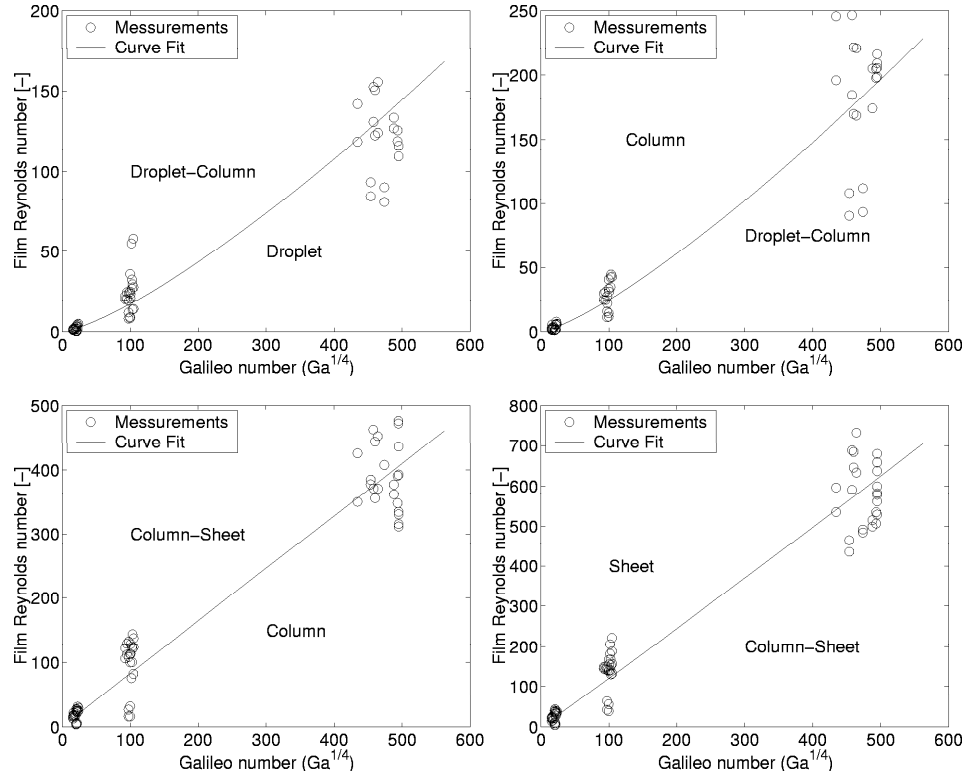 200
150
100
50
0
Film Reynolds number [-]
Messurements
Curve Fit
Droplet-Column
Droplet
0 100 200 300 400 500 600
Galileo number (Ga^1/4)
250
200
150
100
50
0
Film Reynolds number [-]
Messurements
Curve Fit
Column
Droplet-Column
0 100 200 300 400 500 600
Galileo number (Ga^1/4)
500
400
300
200
100
0
Film Reynolds number [-]
Messurements
Curve Fit
Column-Sheet
Column
0 100 200 300 400 500 600
Galileo number (Ga^1/4)
800
700
600
500
400
300
200
100
0
Film Reynolds number [-]
Messurements
Curve Fit
Sheet
Column-Sheet
0 100 200 300 400 500 600
Galileo number (Ga^1/4)